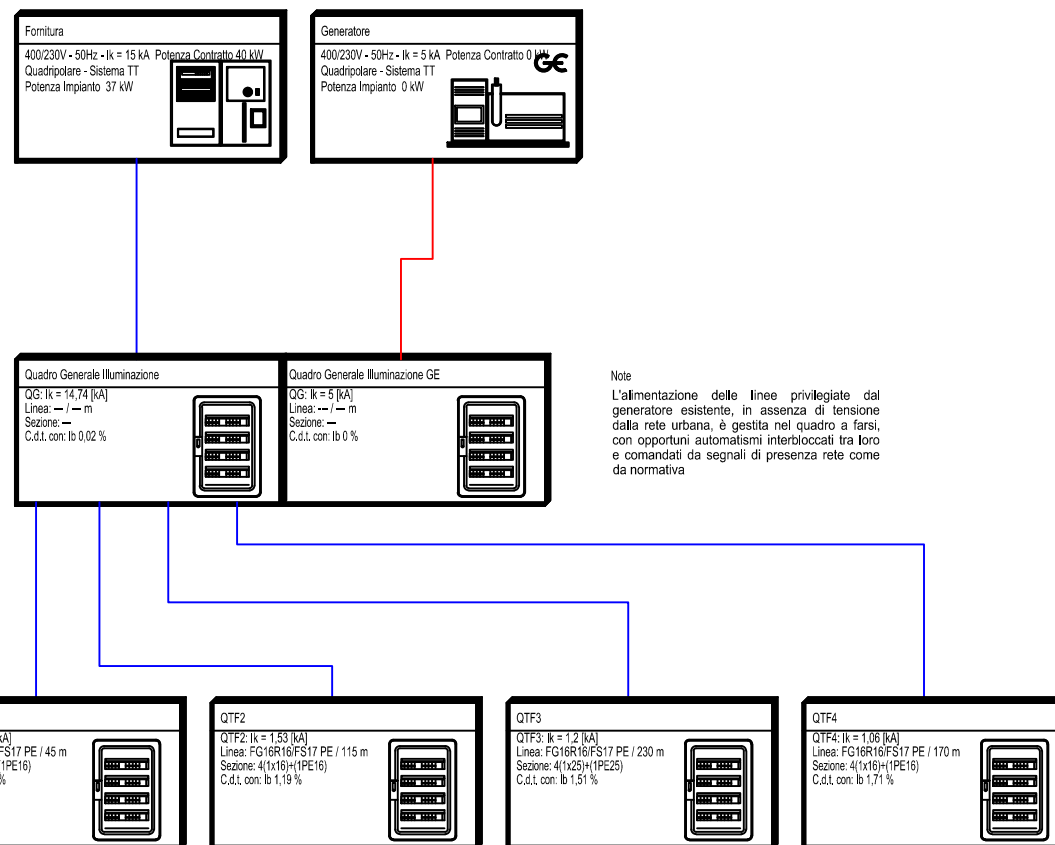 Fornitura
400/230V - 50Hz - Ik = 15 kA Potenza Contratto 40 kW
Quadripolare - Sistema TT
Potenza Impianto 37 kW
Generatore
400/230V - 50Hz - Ik = 5 kA Potenza Contratto 0 kW
Quadripolare - Sistema TT
Potenza Impianto 0 kW
GE
Quadro Generale Illuminazione
QG: Ik = 14,74 [kA]
Linea: --- / --- m
Sezione: ---
C.d.t. con: Ib 0,02 %
Quadro Generale Illuminazione GE
QG: Ik = 5 [kA]
Linea: --- / --- m
Sezione: ---
C.d.t. con: Ib 0 %
Note
L'alimentazione delle linee privilegiate dal
generatore esistente, in assenza di tensione
dalla rete urbana, è gestita nel quadro a farsi,
con opportuni automatismi interbloccati tra loro
e comandati da segnali di presenza rete come
da normativa
kA]
FS17 PE / 45 m
1PE16)
%
QTF2
QTF2: Ik = 1,53 [kA]
Linea: FG16R16/FS17 PE / 115 m
Sezione: 4(1x16)+(1PE16)
C.d.t. con: Ib 1,19 %
QTF3
QTF3: Ik = 1,2 [kA]
Linea: FG16R16/FS17 PE / 230 m
Sezione: 4(1x25)+(1PE25)
C.d.t. con: Ib 1,51 %
QTF4
QTF4: Ik = 1,06 [kA]
Linea: FG16R16/FS17 PE / 170 m
Sezione: 4(1x16)+(1PE16)
C.d.t. con: Ib 1,71 %